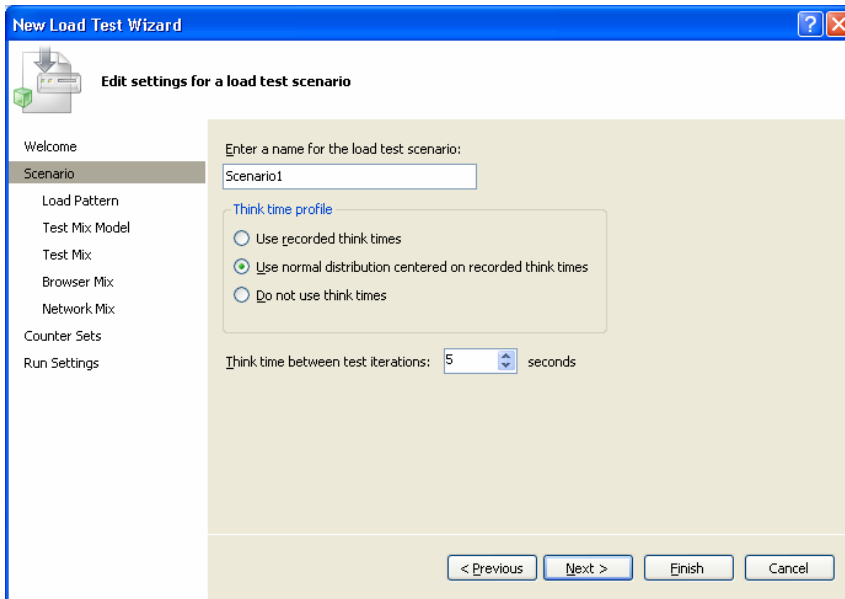 New Load Test Wizard
Edit settings for a load test scenario
Welcome
Scenario
Load Pattern
Test Mix Model
Test Mix
Browser Mix
Network Mix
Counter Sets
Run Settings
Enter a name for the load test scenario:
Scenario1
Think time profile
Use recorded think times
Use normal distribution centered on recorded think times
Do not use think times
Think time between test iterations: 5 seconds
< Previous Next > Finish Cancel